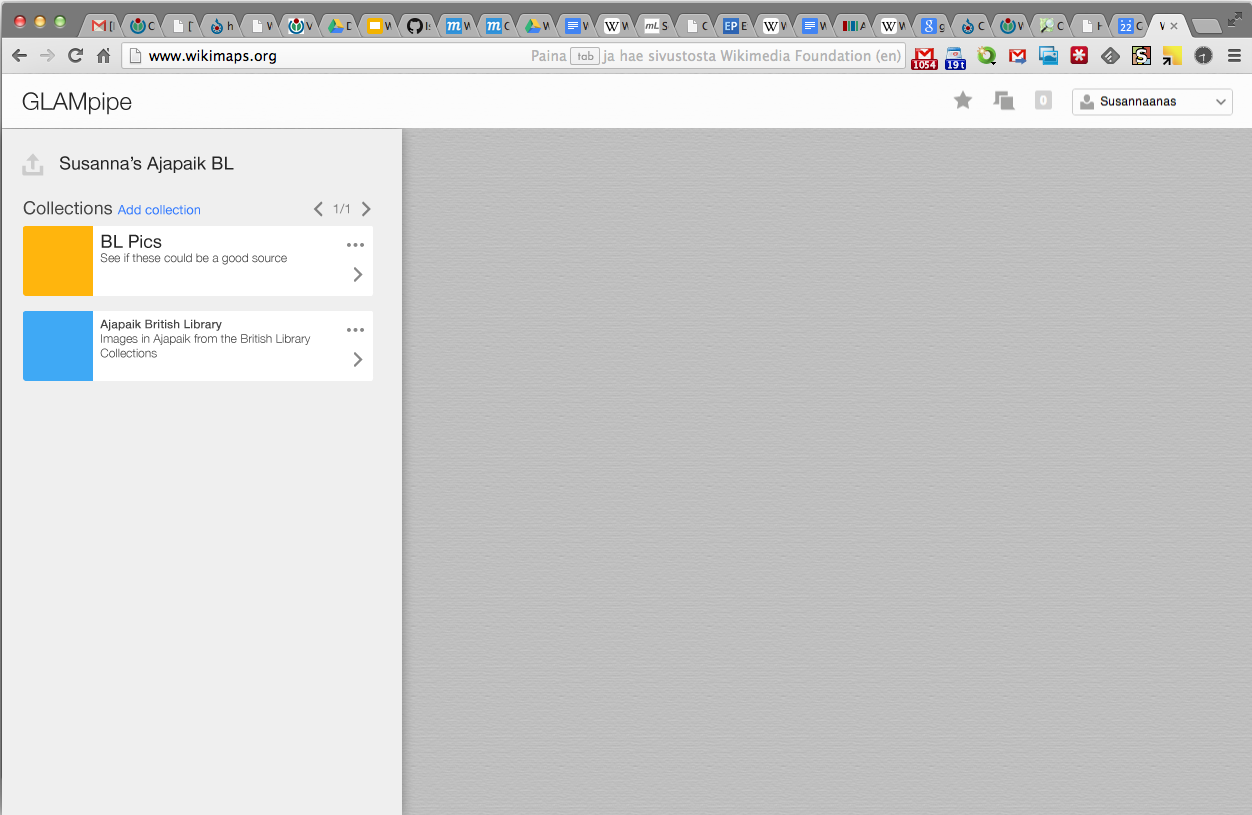 [ C [ h W V D W Is W C W W W S C E W W A W g C W C H C W
www.wikimaps.org Paina tab ja hae sivustosta Wikimedia Foundation (en) 1054 19t
GLAMpipe 0 Susannaanas
Susanna’s Ajapaik BL
Collections Add collection 1/1
BL Pics
See if these could be a good source
Ajapaik British Library
Images in Ajapaik from the British Library
Collections